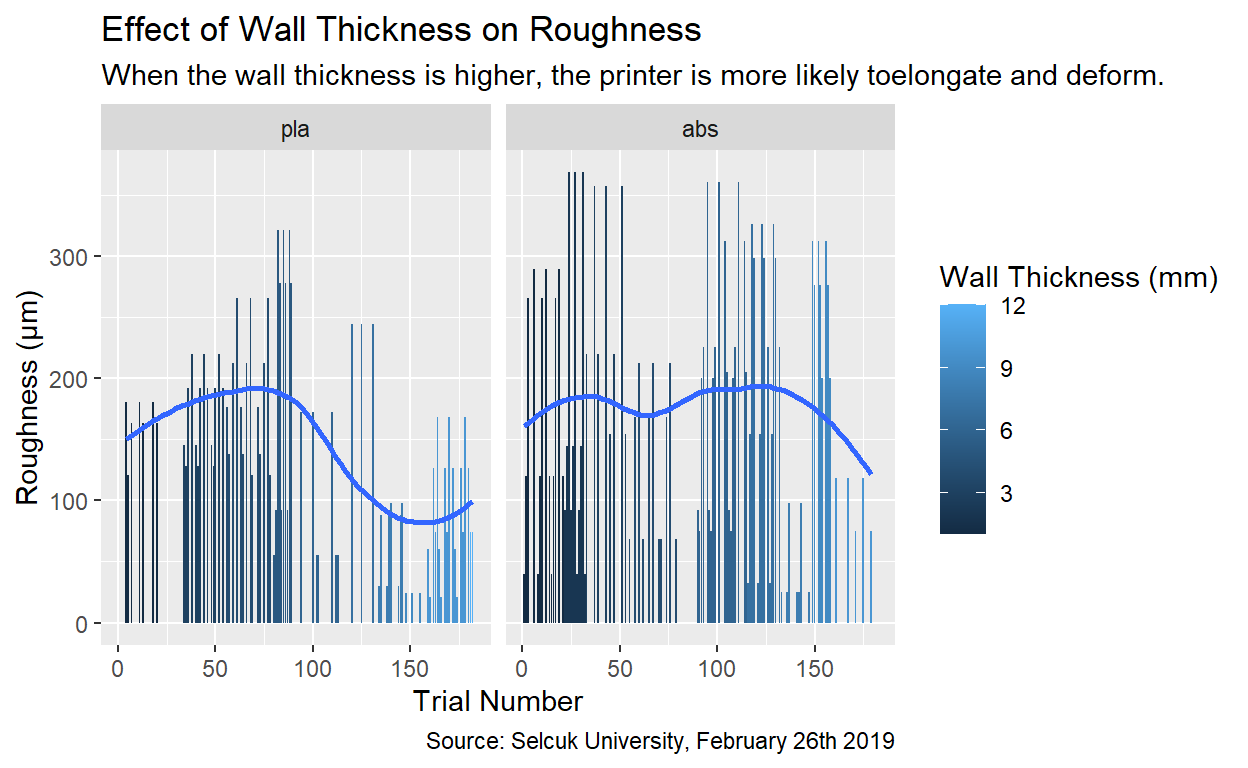 Effect of Wall Thickness on Roughness
When the wall thickness is higher, the printer is more likely toelongate and deform.
pla
abs
Roughness (µm)
300
200
100
0
0 50 100 150
0 50 100 150
Trial Number
Wall Thickness (mm)
12
9
6
3
Source: Selcuk University, February 26th 2019